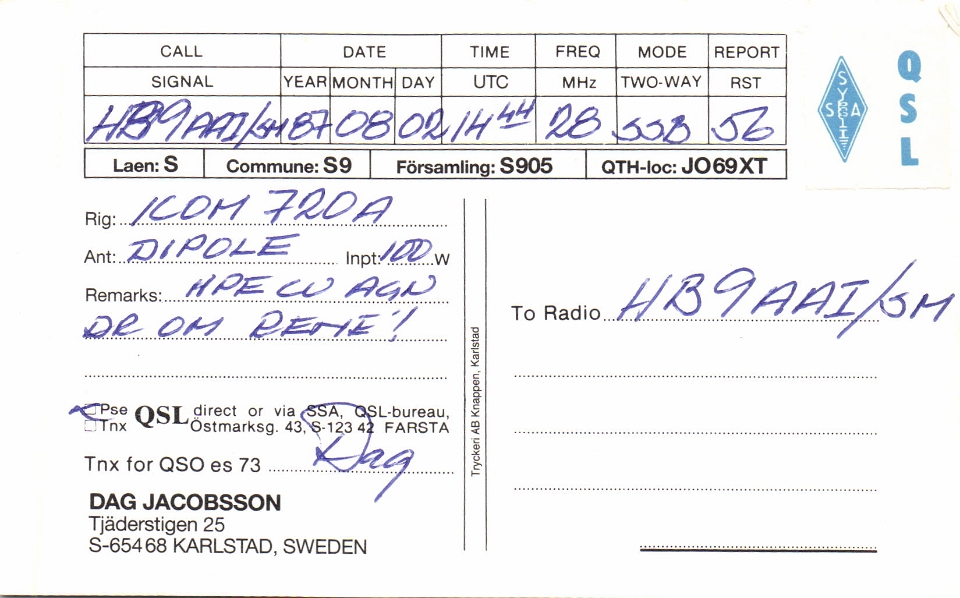 CALL DATE TIME FREQ MODE REPORT
SIGNAL YEAR MONTH DAY UTC MHz TWO-WAY RST
HB9AAI/SM 87 08 02 14 44 28 SSB 56
Laen: S Commune: S9 Församling: S905 QTH-loc: JO69XT
SSA
QSL
Rig: ICOM 720A
Ant: DIPOLE Inpt: 100 W
Remarks: HPE CU AGN
DR OM RENE'!
Pse QSL direct or via SSA, QSL-bureau,
Tnx Östmarksg. 43, S-123 42 FARSTA
Tnx for QSO es 73 Dag
DAG JACOBSSON
Tjäderstigen 25
S-654 68 KARLSTAD, SWEDEN
Tryckeri AB Knappen, Karlstad
To Radio HB9AAI/SM